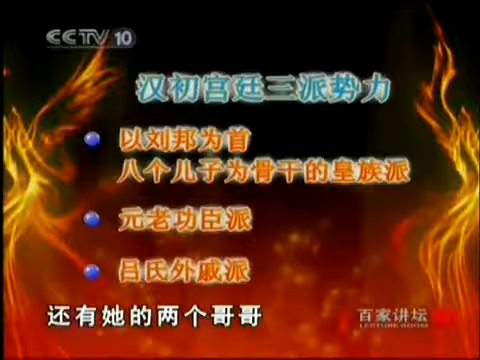 CCTV 10
汉初宫廷三派势力
以刘邦为首
八个儿子为骨干的皇族派
元老功臣派
吕氏外戚派
还有她的两个哥哥
百家讲坛
LECTURE ROOM